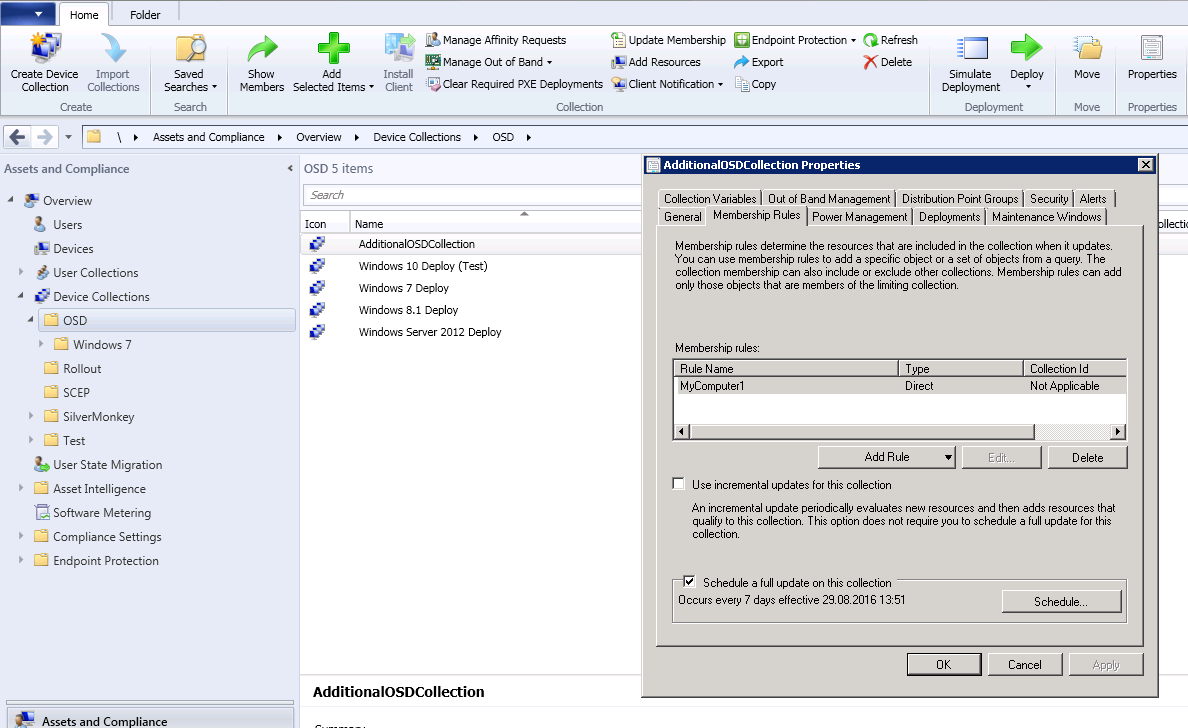 Home Folder
Create Device Collection
Import Collections
Create
Saved Searches
Search
Show Members
Add Selected Items
Install Client
Manage Affinity Requests
Manage Out of Band
Clear Required PXE Deployments
Update Membership
Add Resources
Client Notification
Endpoint Protection
Export
Copy
Refresh
Delete
Collection
Simulate Deployment
Deploy
Deployment
Move
Move
Properties
Properties
\ Assets and Compliance Overview Device Collections OSD
Assets and Compliance
Overview
Users
Devices
User Collections
Device Collections
OSD
Windows 7
Rollout
SCEP
SilverMonkey
Test
User State Migration
Asset Intelligence
Software Metering
Compliance Settings
Endpoint Protection
Assets and Compliance
OSD 5 items
Search
Icon Name
AdditionalOSDCollection
Windows 10 Deploy (Test)
Windows 7 Deploy
Windows 8.1 Deploy
Windows Server 2012 Deploy
AdditionalOSDCollection
AdditionalOSDCollection Properties
Collection Variables Out of Band Management Distribution Point Groups Security Alerts
General Membership Rules Power Management Deployments Maintenance Windows
Membership rules determine the resources that are included in the collection when it updates.
You can use membership rules to add a specific object or a set of objects from a query. The
collection membership can also include or exclude other collections. Membership rules can add
only those objects that are members of the limiting collection.
Membership rules:
Rule Name Type Collection Id
MyComputer1 Direct Not Applicable
Add Rule Edit... Delete
Use incremental updates for this collection
An incremental update periodically evaluates new resources and then adds resources that
qualify to this collection. This option does not require you to schedule a full update for this
collection.
Schedule a full update on this collection
Occurs every 7 days effective 29.08.2016 13:51
Schedule...
OK Cancel Apply